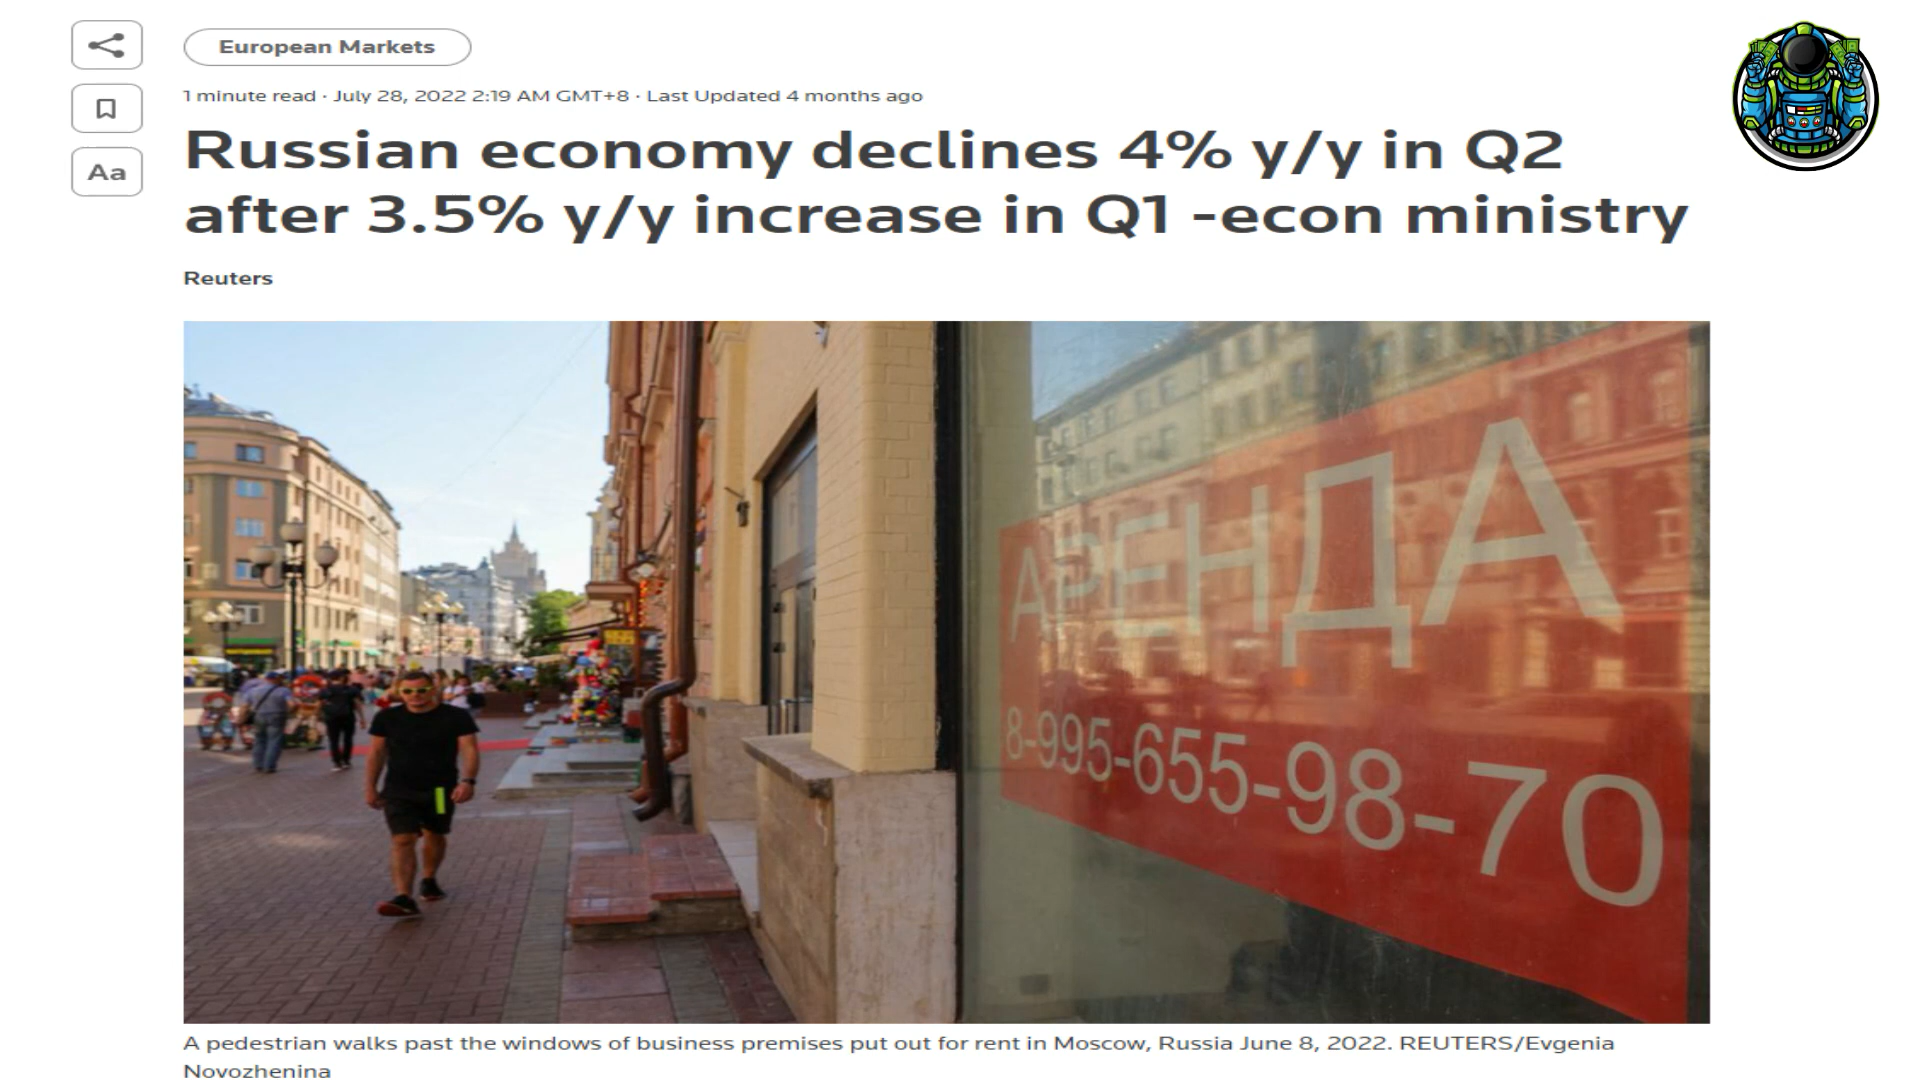 European Markets
1 minute read · July 28, 2022 2:19 AM GMT+8 · Last Updated 4 months ago
Aa
Russian economy declines 4% y/y in Q2
after 3.5% y/y increase in Q1 -econ ministry
Reuters
АРЕНДА
8-995-655-98-70
A pedestrian walks past the windows of business premises put out for rent in Moscow, Russia June 8, 2022. REUTERS/Evgenia
Novozhenina